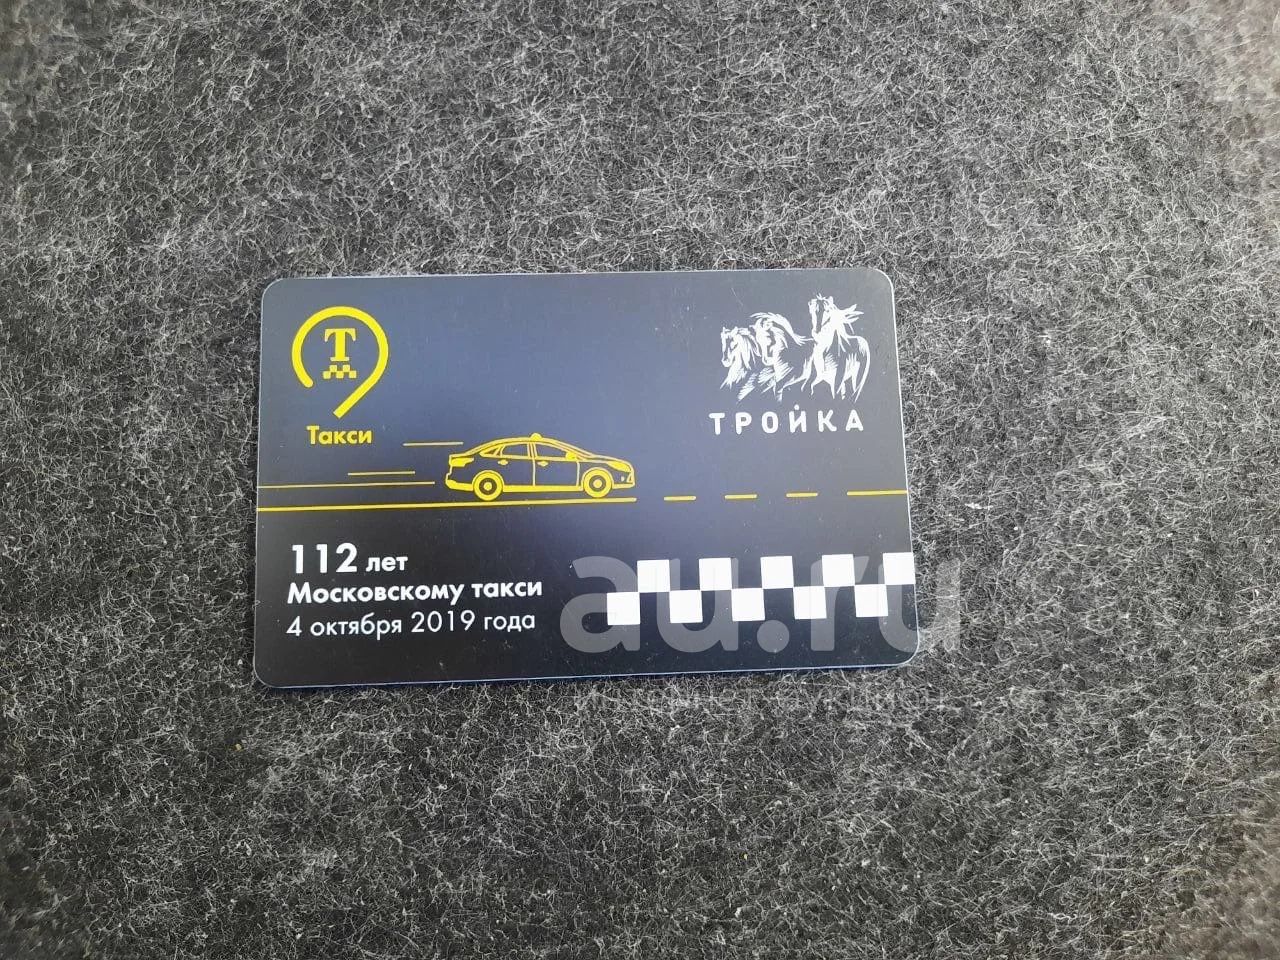 Т
Такси
ТРОЙКА
112 лет
Московскому такси
4 октября 2019 года
au.ru